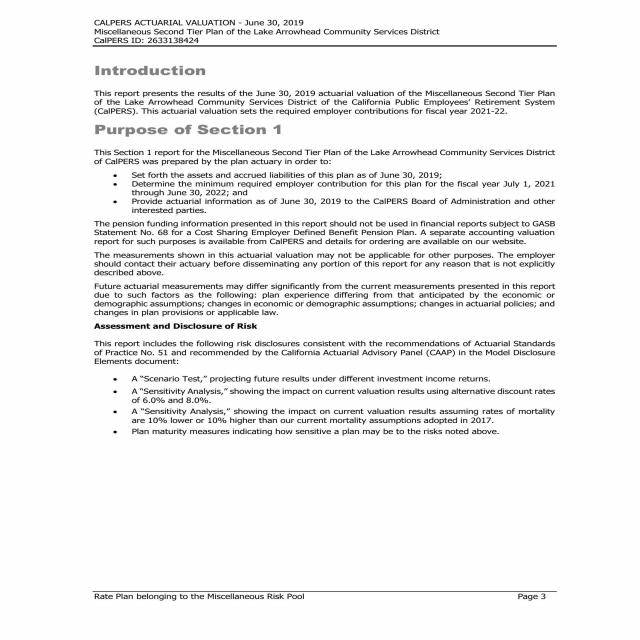 CALPERS ACTUARIAL VALUATION - June 30, 2019
Miscellaneous Second Tier Plan of the Lake Arrowhead Community Services District
CalPERS ID: 2633138424
Introduction
This report presents the results of the June 30, 2019 actuarial valuation of the Miscellaneous Second Tier Plan
of the Lake Arrowhead Community Services District of the California Public Employees' Retirement System
(CalPERS). This actuarial valuation sets the required employer contributions for fiscal year 2021-22.
Purpose of Section 1
This Section 1 report for the Miscellaneous Second Tier Plan of the Lake Arrowhead Community Services District
of CalPERS was prepared by the plan actuary in order to:
• Set forth the assets and accrued liabilities of this plan as of June 30, 2019;
• Determine the minimum required employer contribution for this plan for the fiscal year July 1, 2021
through June 30, 2022; and
• Provide actuarial information as of June 30, 2019 to the CalPERS Board of Administration and other
interested parties.
The pension funding information presented in this report should not be used in financial reports subject to GASB
Statement No. 68 for a Cost Sharing Employer Defined Benefit Pension Plan. A separate accounting valuation
report for such purposes is available from CalPERS and details for ordering are available on our website.
The measurements shown in this actuarial valuation may not be applicable for other purposes. The employer
should contact their actuary before disseminating any portion of this report for any reason that is not explicitly
described above.
Future actuarial measurements may differ significantly from the current measurements presented in this report
due to such factors as the following: plan experience differing from that anticipated by the economic or
demographic assumptions; changes in economic or demographic assumptions; changes in actuarial policies; and
changes in plan provisions or applicable law.
Assessment and Disclosure of Risk
This report includes the following risk disclosures consistent with the recommendations of Actuarial Standards
of Practice No. 51 and recommended by the California Actuarial Advisory Panel (CAAP) in the Model Disclosure
Elements document:
• A "Scenario Test," projecting future results under different investment income returns.
• A "Sensitivity Analysis," showing the impact on current valuation results using alternative discount rates
of 6.0% and 8.0%.
• A "Sensitivity Analysis," showing the impact on current valuation results assuming rates of mortality
are 10% lower or 10% higher than our current mortality assumptions adopted in 2017.
• Plan maturity measures indicating how sensitive a plan may be to the risks noted above.
Rate Plan belonging to the Miscellaneous Risk Pool Page 3